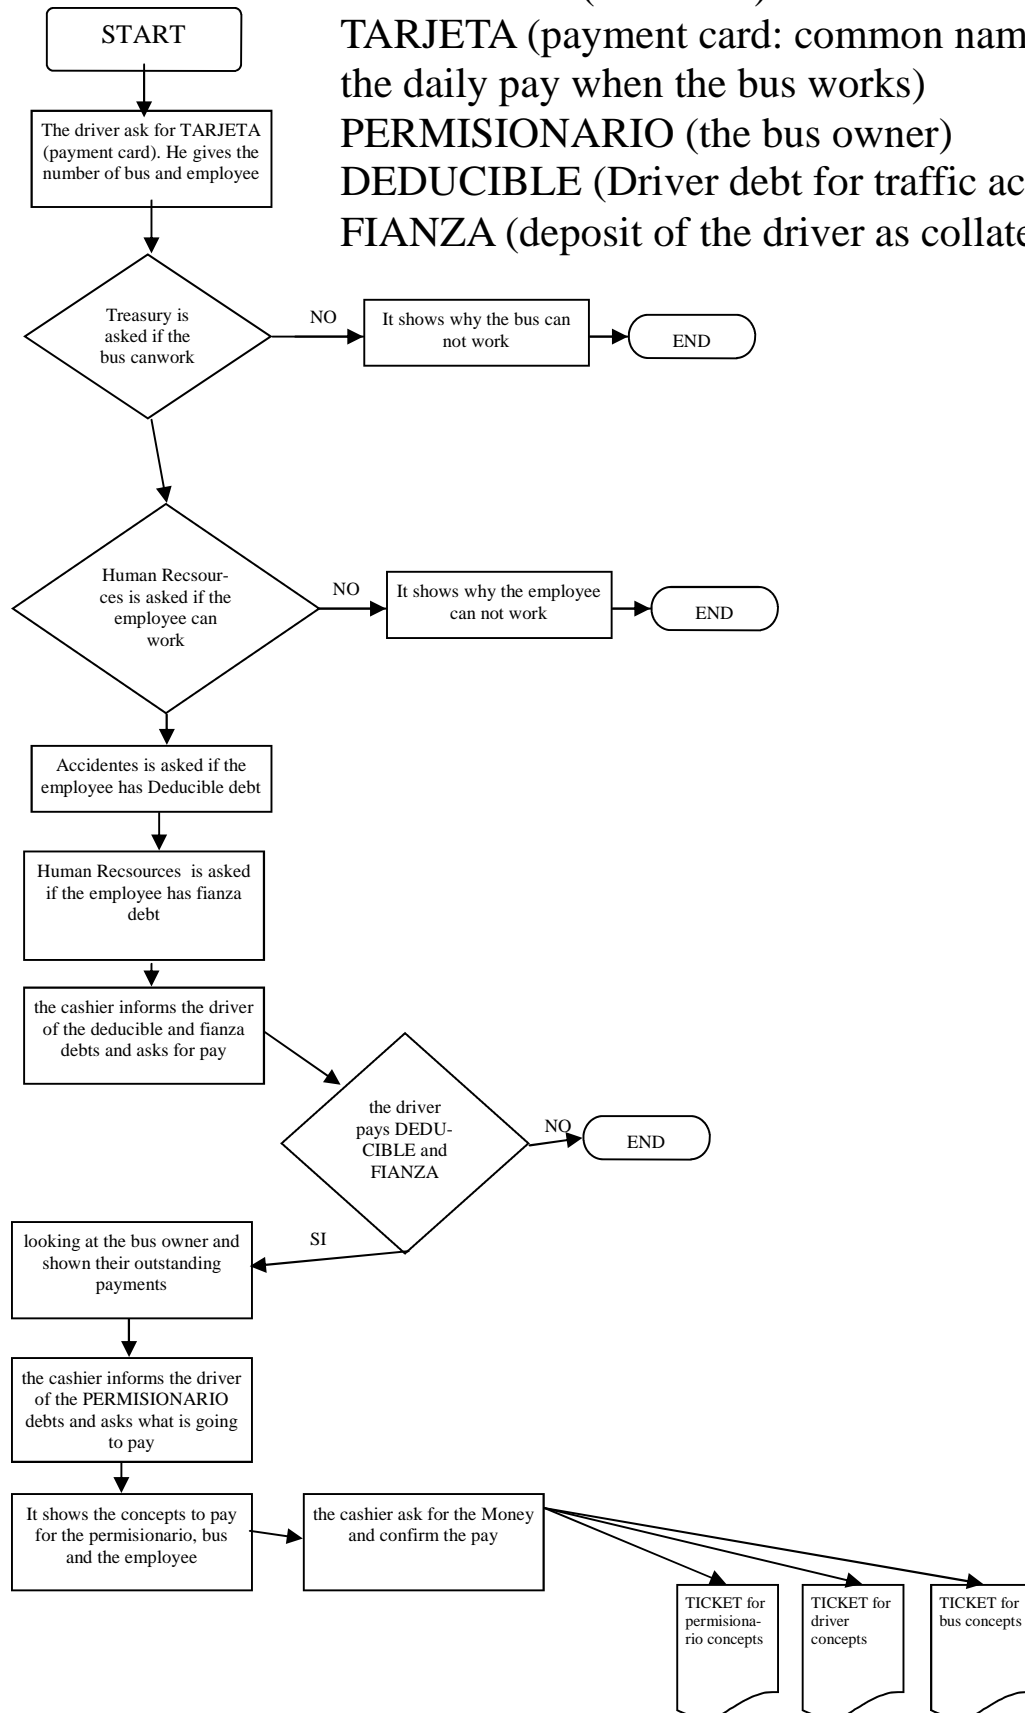 START
TARJETA (payment card: common
the daily pay when the bus works)
PERMISIONARIO (the bus owner)
DEDUCIBLE (Driver debt for traffic
FIANZA (deposit of the driver as
The driver ask for TARJETA
(payment card). He gives the
number of bus and employee
Treasury is
asked if the
bus canwork
NO
It shows why the bus can
not work
END
Human Recsour-
ces is asked if the
employee can
work
NO
It shows why the employee
can not work
END
Accidentes is asked if the
employee has Deducible debt
Human Recsources is asked
if the employee has fianza
debt
the cashier informs the driver
of the deducible and fianza
debts and asks for pay
the driver
pays DEDU-
CIBLE and
FIANZA
NO
END
SI
looking at the bus owner and
shown their outstanding
payments
the cashier informs the driver
of the PERMISIONARIO
debts and asks what is going
to pay
It shows the concepts to pay
for the permisionario, bus
and the employee
the cashier ask for the Money
and confirm the pay
TICKET for
permisiona-
rio concepts
TICKET for
driver
concepts
TICKET for
bus concepts